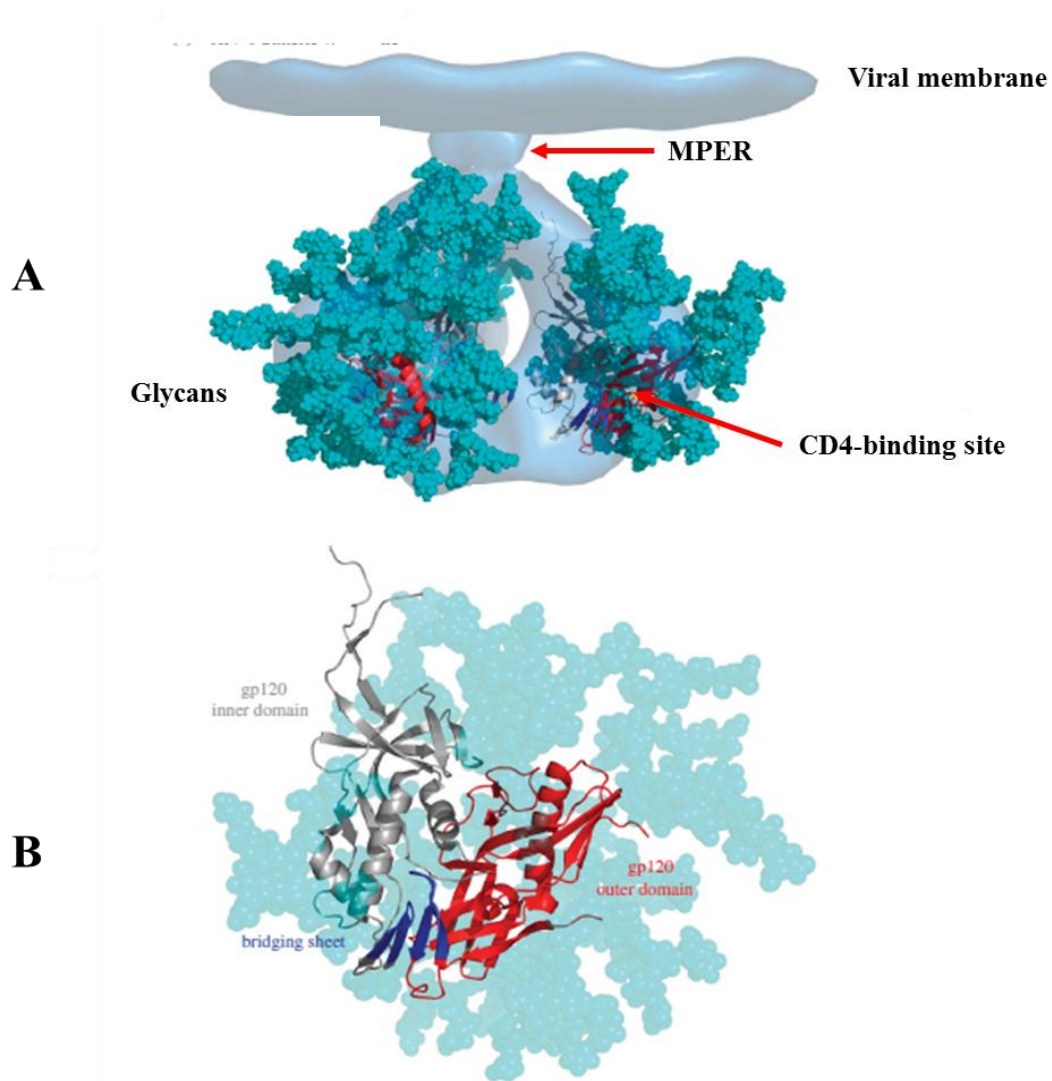 Viral membrane
MPER
A
Glycans
CD4-binding site
gp120
inner domain
B
gp120
outer domain
bridging sheet